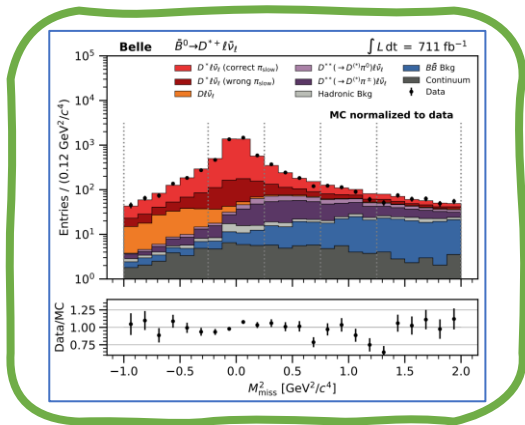 Belle B̄⁰→D*⁺ℓν̄ℓ ∫ L dt = 711 fb⁻¹
D*ℓν̄ℓ (correct πslow) D**(→D(*)π⁰)ℓν̄ℓ BB̄ Bkg
D*ℓν̄ℓ (wrong πslow) D**(→D(*)π±)ℓν̄ℓ Continuum
Dℓν̄ℓ Hadronic Bkg Data
MC normalized to data
Entries / (0.12 GeV²/c⁴)
10⁵
10⁴
10³
10²
10¹
10⁰
Data/MC
1.25
1.00
0.75
−1.0 −0.5 0.0 0.5 1.0 1.5 2.0
M²miss [GeV²/c⁴]